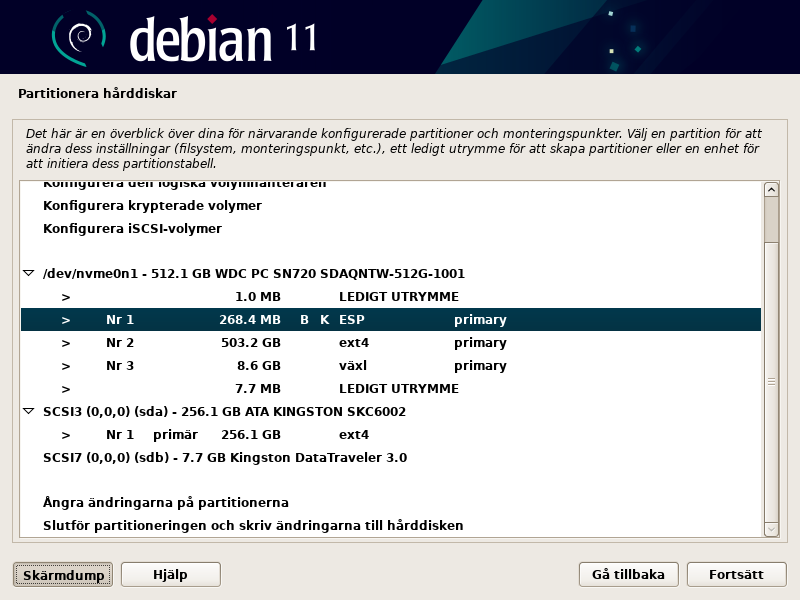 debian 11
Partitionera hårddiskar
Det här är en överblick över dina för närvarande konfigurerade partitioner och monteringspunkter. Välj en partition för att
ändra dess inställningar (filsystem, monteringspunkt, etc.), ett ledigt utrymme för att skapa partitioner eller en enhet för
att initiera dess partitionstabell.
Konfigurera den logiska volymhanteraren
Konfigurera krypterade volymer
Konfigurera iSCSI-volymer
/dev/nvme0n1 - 512.1 GB WDC PC SN720 SDAQNTW-512G-1001
> 1.0 MB LEDIGT UTRYMME
> Nr 1 268.4 MB B K ESP primary
> Nr 2 503.2 GB ext4 primary
> Nr 3 8.6 GB växl primary
> 7.7 MB LEDIGT UTRYMME
SCSI3 (0,0,0) (sda) - 256.1 GB ATA KINGSTON SKC6002
> Nr 1 primär 256.1 GB ext4
SCSI7 (0,0,0) (sdb) - 7.7 GB Kingston DataTraveler 3.0
Ångra ändringarna på partitionerna
Slutför partitioneringen och skriv ändringarna till hårddisken
Skärmdump Hjälp Gå tillbaka Fortsätt